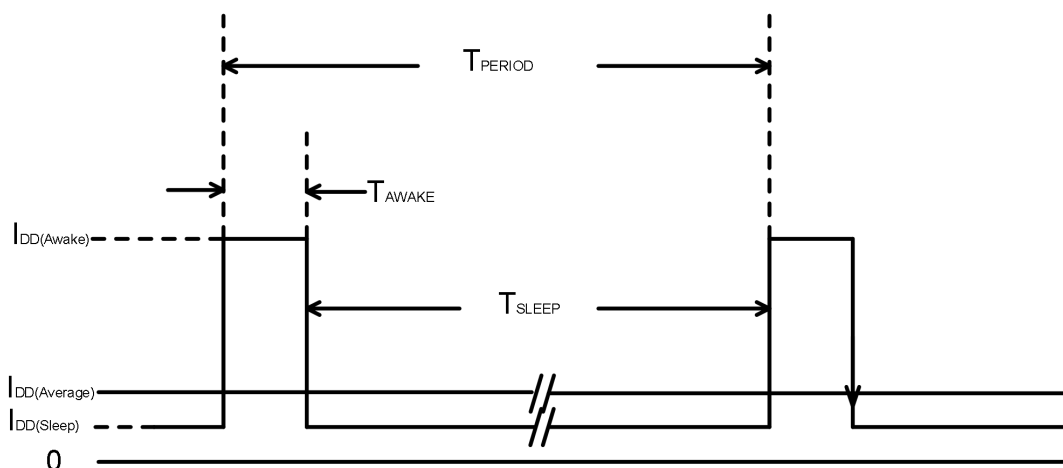 TPERIOD
TAWAKE
IDD(Awake)
TSLEEP
IDD(Average)
IDD(Sleep)
0